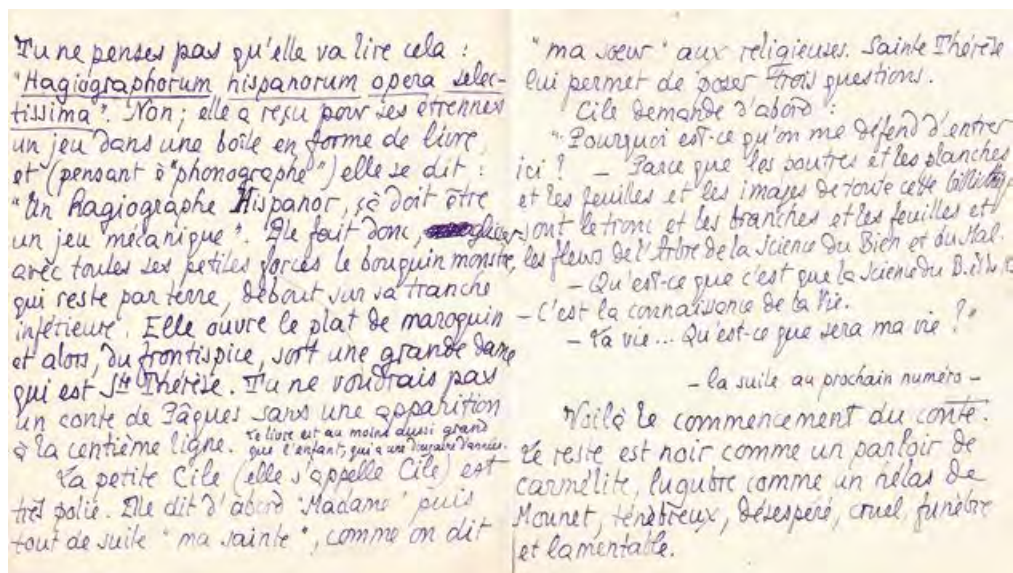 Tu ne penses pas qu'elle va lire cela :
"Hagiographorum hispanorum opera selec-
tissima". Non ; elle a reçu pour ses étrennes
un jeu dans une boîte en forme de livre,
et (pensant à "phonographe") elle se dit :
"Un hagiographe Hispanor, çà doit être
un jeu mécanique". Elle fait donc, glisser
avec toutes ses petites forces le bouquin monstre,
qui reste par terre, debout sur sa tranche
inférieure. Elle ouvre le plat de maroquin
et alors, du frontispice, sort une grande dame
qui est Ste Thérèse. Tu ne voudrais pas
un conte de Pâques sans une apparition
à la centième ligne. Le livre est au moins aussi grand
que l'enfant, qui a une douzaine d'années.
La petite Cile (elle s'appelle Cile) est
très polie. Elle dit d'abord "Madame" puis
tout de suite "ma sainte", comme on dit
"ma sœur" aux religieuses. Sainte Thérèse
lui permet de poser trois questions.
Cile demande d'abord :
"Pourquoi est-ce qu'on me défend d'entrer
ici ? – Parce que les poutres et les planches
et les feuilles et les images de toute cette
sont le tronc et les branches et les feuilles et
les fleurs de l'Arbre de la Science du Bien et du Mal.
– Qu'est-ce que c'est que la Science du B.
– C'est la connaissance de la Vie.
– La vie... Qu'est-ce que sera ma vie ?"
– la suite au prochain numéro –
Voilà le commencement du conte.
Le reste est noir comme un parloir de
carmélite, lugubre comme un hélas de
Mounet, ténébreux, désespéré, cruel, funèbre
et lamentable.